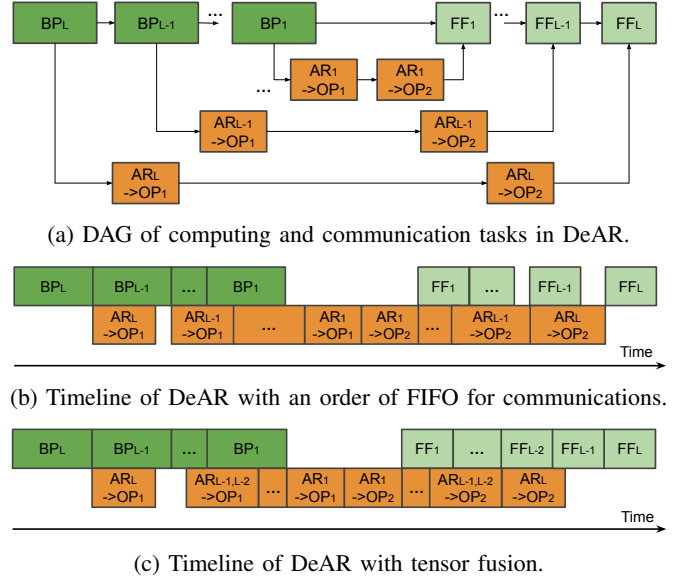 BPL BPL-1 ... BP1 FF1 ... FFL-1 FFL
... AR1 ->OP1 AR1 ->OP2
ARL-1 ->OP1 ARL-1 ->OP2
ARL ->OP1 ARL ->OP2
(a) DAG of computing and communication tasks in DeAR.
BPL BPL-1 ... BP1 FF1 ... FFL-1 FFL
ARL ->OP1 ARL-1 ->OP1 ... AR1 ->OP1 AR1 ->OP2 ... ARL-1 ->OP2 ARL ->OP2
Time
(b) Timeline of DeAR with an order of FIFO for communications.
BPL BPL-1 ... BP1 FF1 ... FFL-2 FFL-1 FFL
ARL ->OP1 ARL-1,L-2 ->OP1 ... AR1 ->OP1 AR1 ->OP2 ... ARL-1,L-2 ->OP2 ARL ->OP2
Time
(c) Timeline of DeAR with tensor fusion.